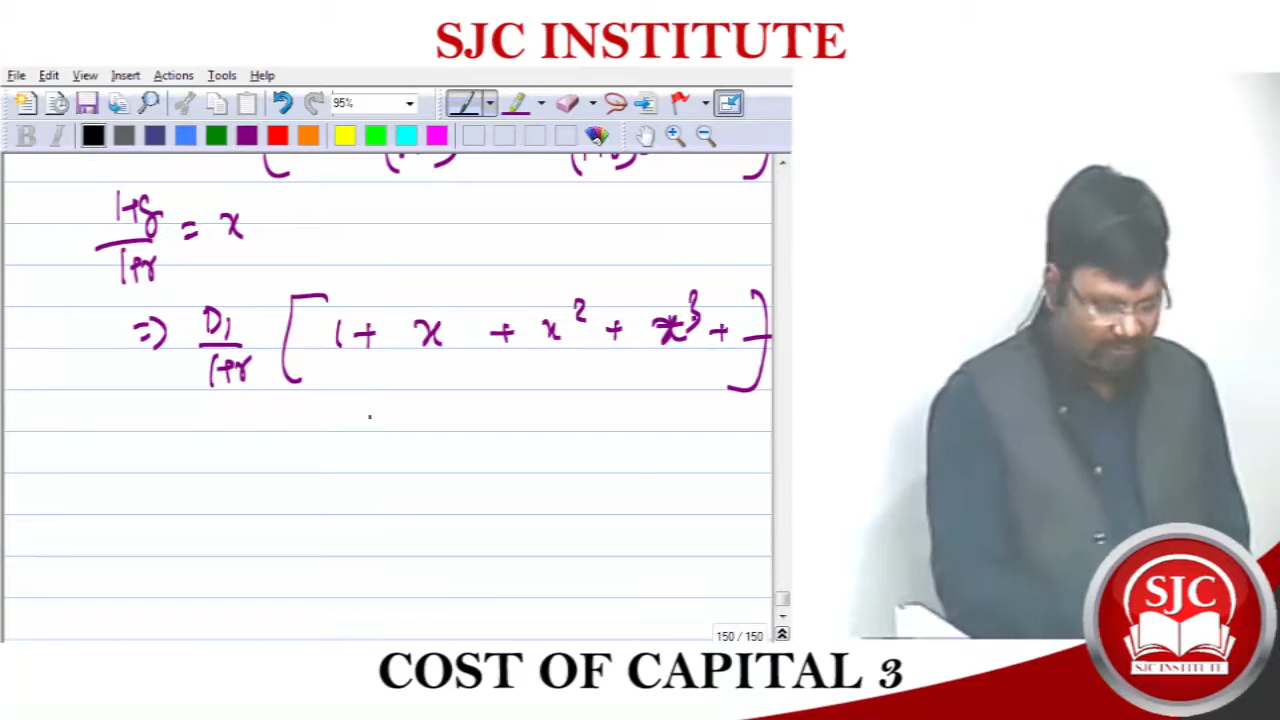 SJC INSTITUTE
File Edit View Insert Actions Tools Help
95%
B I
1+g / 1+r = x
=> D1 / 1+r [ 1 + x + x² + x³ + — ]
150 / 150
SJC
SJC INSTITUTE
COST OF CAPITAL 3